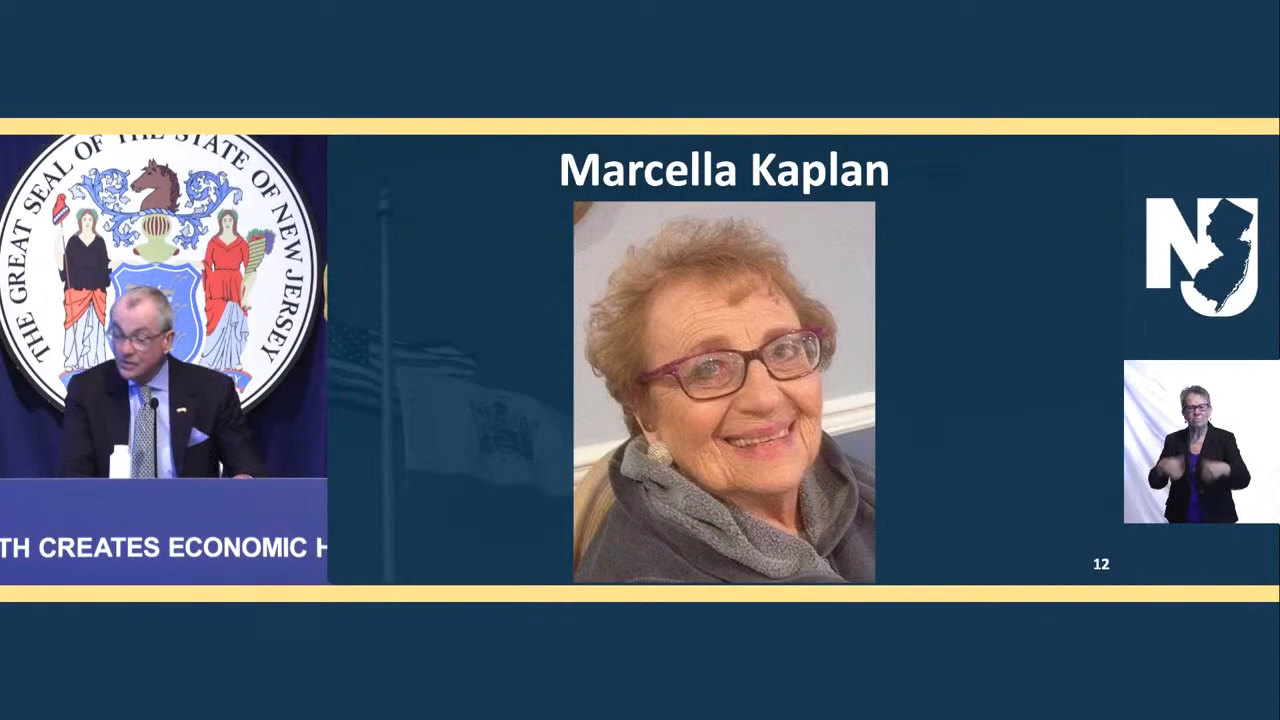 THE GREAT SEAL OF THE STATE OF NEW JERSEY
TH CREATES ECONOMIC H
Marcella Kaplan
NJ
12